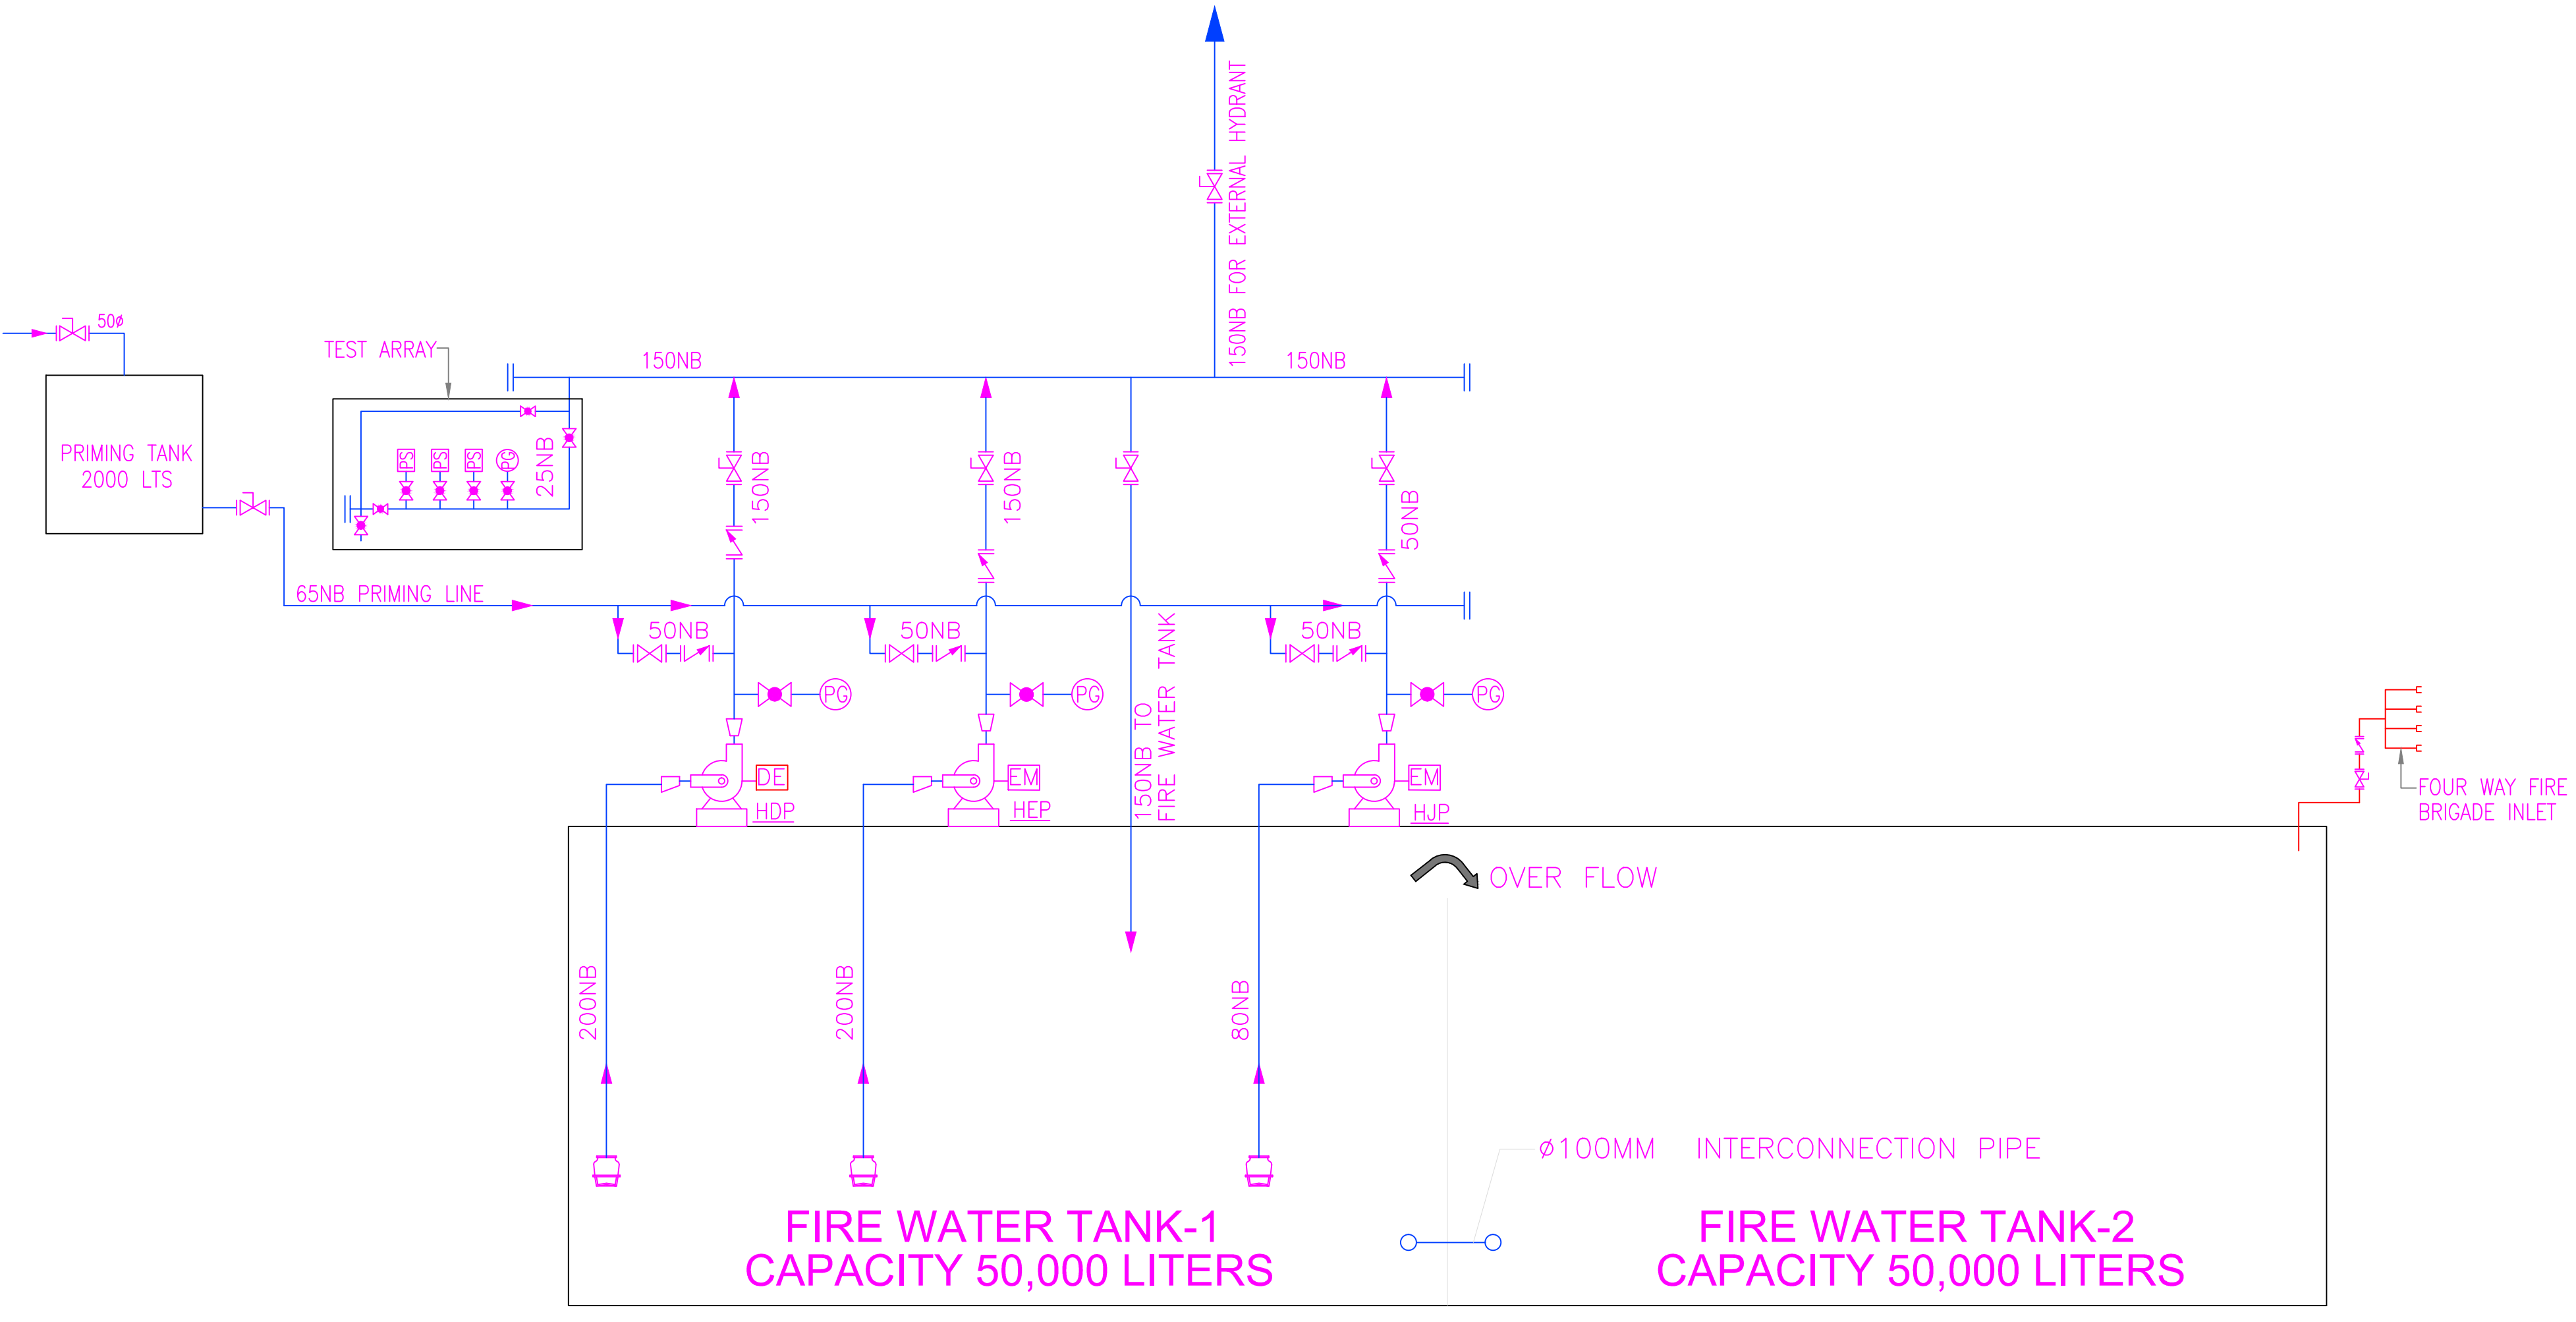 150NB FOR EXTERNAL HYDRANT
50ø
TEST ARRAY
150NB
150NB
PRIMING TANK
2000 LTS
PS
PS
PS
PG
25NB
150NB
150NB
50NB
65NB PRIMING LINE
50NB
50NB
50NB
PG
PG
PG
150NB TO
FIRE WATER TANK
DE
HDP
EM
HEP
EM
HJP
FOUR WAY FIRE
BRIGADE INLET
OVER FLOW
200NB
200NB
80NB
ø100MM INTERCONNECTION PIPE
FIRE WATER TANK-1
CAPACITY 50,000 LITERS
FIRE WATER TANK-2
CAPACITY 50,000 LITERS